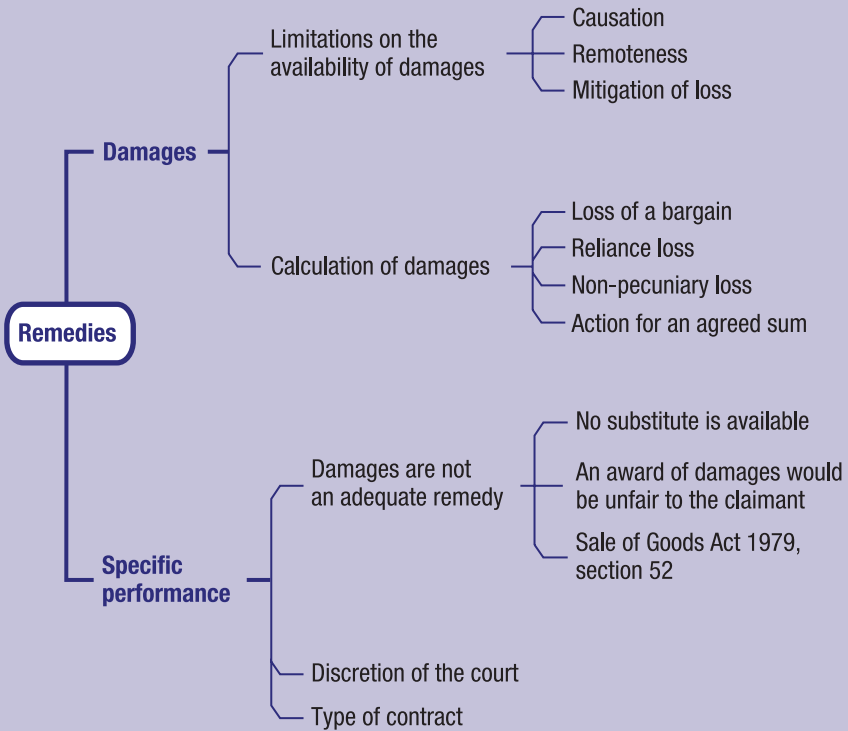 Remedies
Damages
Limitations on the
availability of damages
Causation
Remoteness
Mitigation of loss
Calculation of damages
Loss of a bargain
Reliance loss
Non-pecuniary loss
Action for an agreed sum
Specific
performance
Damages are not
an adequate remedy
No substitute is available
An award of damages would
be unfair to the claimant
Sale of Goods Act 1979,
section 52
Discretion of the court
Type of contract